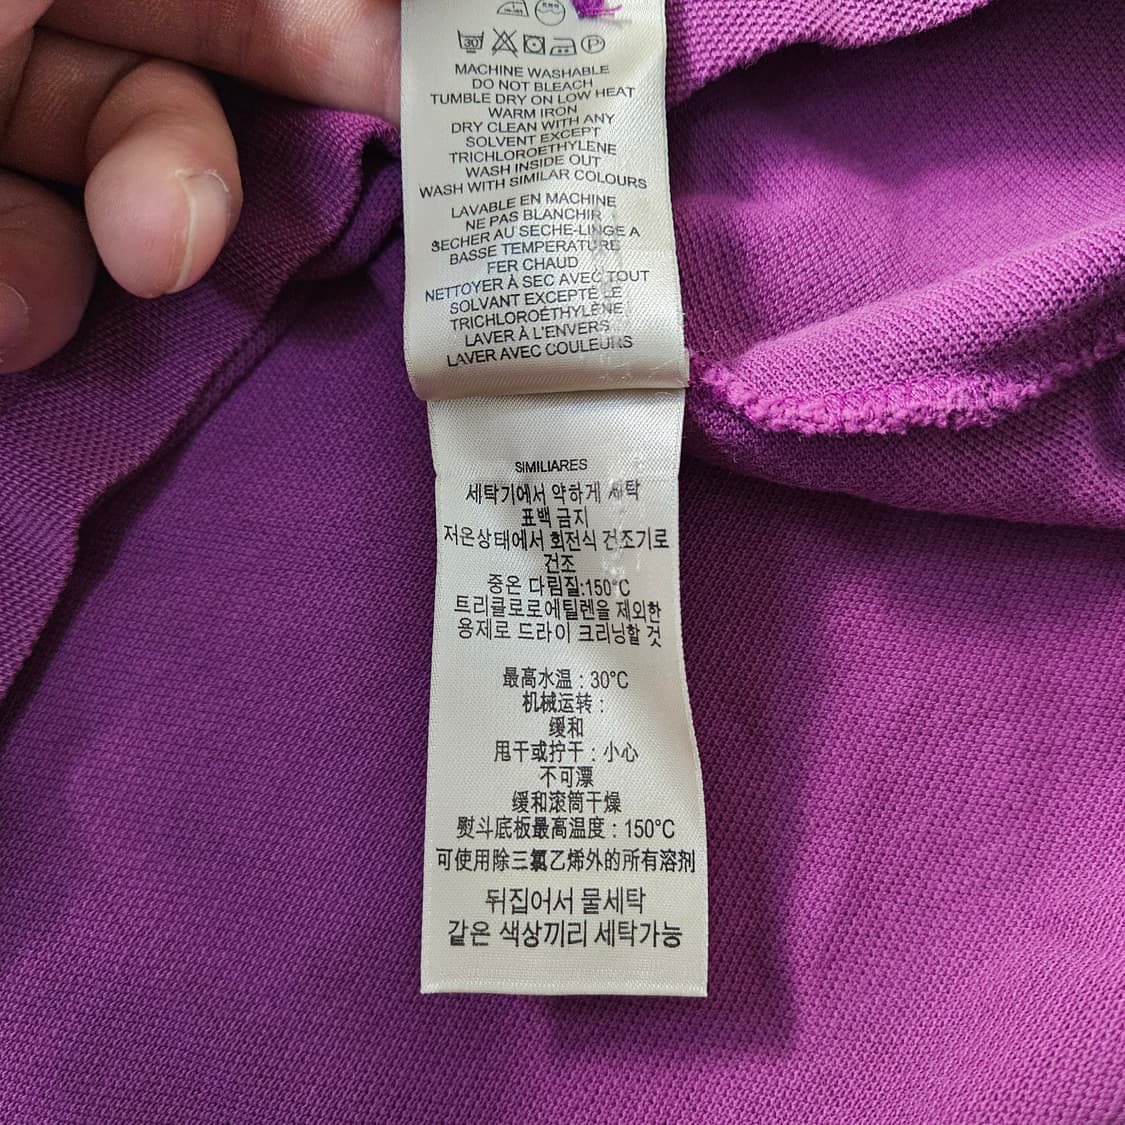 30
P
MACHINE WASHABLE
DO NOT BLEACH
TUMBLE DRY ON LOW HEAT
WARM IRON
DRY CLEAN WITH ANY
SOLVENT EXCEPT
TRICHLOROETHYLENE
WASH INSIDE OUT
WASH WITH SIMILAR COLOURS
LAVABLE EN MACHINE
NE PAS BLANCHIR
SECHER AU SECHE-LINGE A
BASSE TEMPERATURE
FER CHAUD
NETTOYER À SEC AVEC TOUT
SOLVANT EXCEPTÉ LE
TRICHLOROÉTHYLÈNE
LAVER À L'ENVERS
LAVER AVEC COULEURS
SIMILIARES
세탁기에서 약하게 세탁
표백 금지
저온상태에서 회전식 건조기로
건조
중온 다림질:150°C
트리클로로에틸렌을 제외한
용제로 드라이 크리닝할 것
最高水温 : 30°C
机械运转 :
缓和
甩干或拧干 : 小心
不可漂
缓和滚筒干燥
熨斗底板最高温度 : 150°C
可使用除三氯乙烯外的所有溶剂
뒤집어서 물세탁
같은 색상끼리 세탁가능